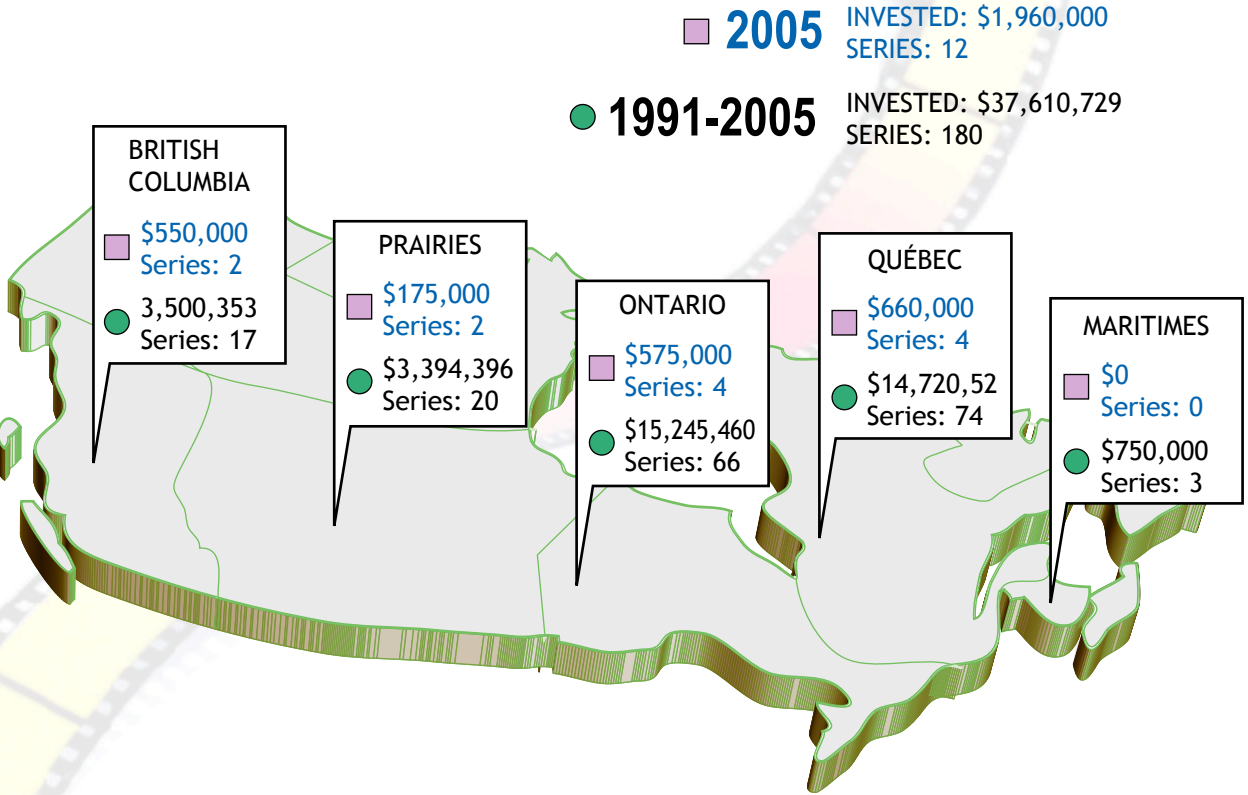 2005
INVESTED: $1,960,000
SERIES: 12
1991-2005
INVESTED: $37,610,729
SERIES: 180
BRITISH
COLUMBIA
$550,000
Series: 2
3,500,353
Series: 17
PRAIRIES
$175,000
Series: 2
$3,394,396
Series: 20
ONTARIO
$575,000
Series: 4
$15,245,460
Series: 66
QUÉBEC
$660,000
Series: 4
$14,720,52
Series: 74
MARITIMES
$0
Series: 0
$750,000
Series: 3